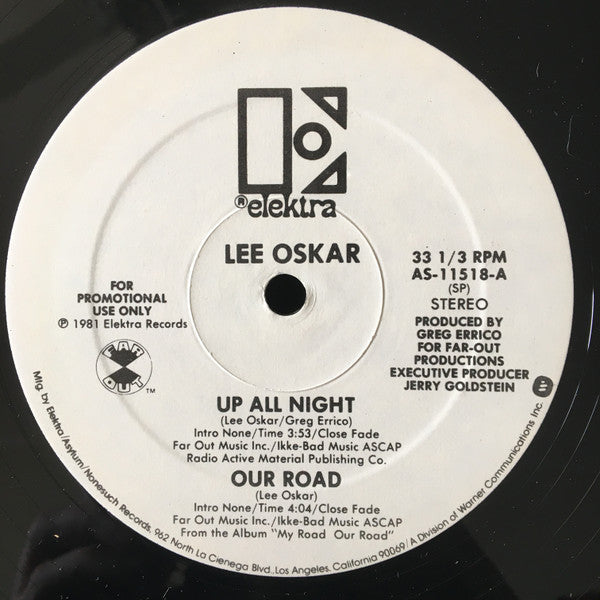 ® elektra
LEE OSKAR
FOR
PROMOTIONAL
USE ONLY
℗ 1981 Elektra Records
FAR
OUT
™
33 1/3 RPM
AS-11518-A
(SP)
STEREO
PRODUCED BY
GREG ERRICO
FOR FAR-OUT
PRODUCTIONS
EXECUTIVE PRODUCER
JERRY GOLDSTEIN
UP ALL NIGHT
(Lee Oskar/Greg Errico)
Intro None/Time 3:53/Close Fade
Far Out Music Inc./Ikke-Bad Music ASCAP
Radio Active Material Publishing Co.
OUR ROAD
(Lee Oskar)
Intro None/Time 4:04/Close Fade
Far Out Music Inc./Ikke-Bad Music ASCAP
From the Album "My Road Our Road"
Mfg. by Elektra/Asylum/Nonesuch Records. 962 North La Cienega Blvd., Los Angeles, California 90069/A Division of Warner Communications Inc.